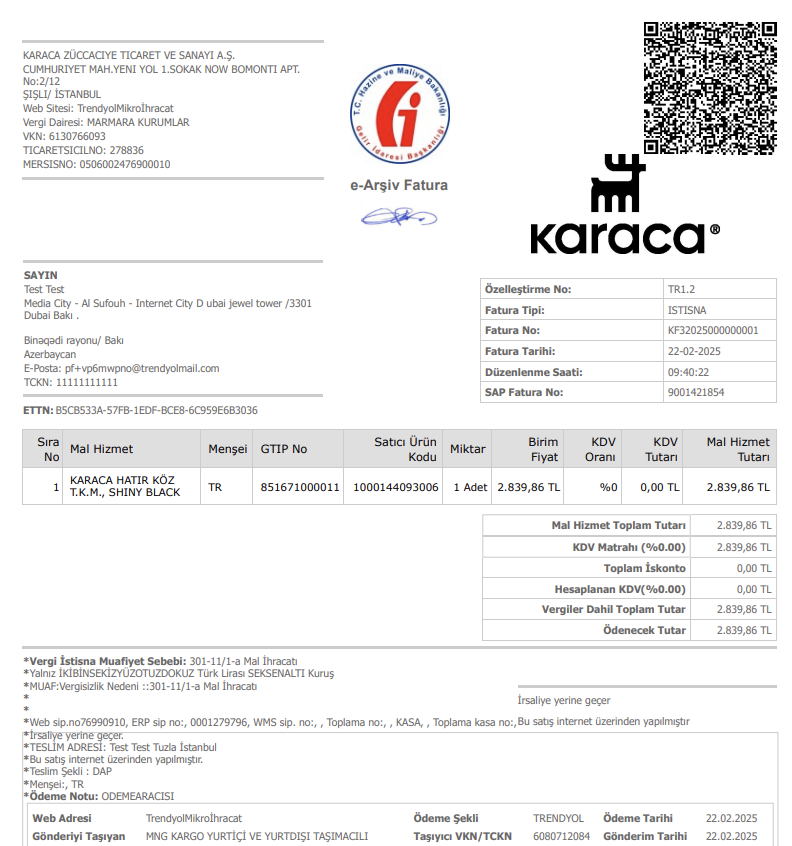 KARACA ZÜCCACIYE TICARET VE SANAYI A.Ş.
CUMHURIYET MAH.YENI YOL 1.SOKAK NOW BOMONTI APT.
No:2/12
ŞIŞLI/ İSTANBUL
Web Sitesi: TrendyolMikroİhracat
Vergi Dairesi: MARMARA KURUMLAR
VKN: 6130766093
TICARETSICILNO: 278836
MERSISNO: 0506002476900010
T.C. Hazine ve Maliye Bakanlığı
Gelir İdaresi Başkanlığı
e-Arşiv Fatura
karaca®
SAYIN
Test Test
Media City - Al Sufouh - Internet City D ubai jewel tower /3301
Dubai Bakı .
Binəqədi rayonu/ Bakı
Azerbaycan
E-Posta: pf+vp6mwpno@trendyolmail.com
TCKN: 11111111111
ETTN: B5CB533A-57FB-1EDF-BCE8-6C959E6B3036
Özelleştirme No: TR1.2
Fatura Tipi: ISTISNA
Fatura No: KF32025000000001
Fatura Tarihi: 22-02-2025
Düzenlenme Saati: 09:40:22
SAP Fatura No: 9001421854
Sıra No Mal Hizmet Menşei GTIP No Satıcı Ürün Kodu Miktar Birim Fiyat KDV Oranı KDV Tutarı Mal Hizmet Tutarı
1 KARACA HATIR KÖZ T.K.M., SHINY BLACK TR 851671000011 1000144093006 1 Adet 2.839,86 TL %0 0,00 TL 2.839,86 TL
Mal Hizmet Toplam Tutarı 2.839,86 TL
KDV Matrahı (%0.00) 2.839,86 TL
Toplam İskonto 0,00 TL
Hesaplanan KDV(%0.00) 0,00 TL
Vergiler Dahil Toplam Tutar 2.839,86 TL
Ödenecek Tutar 2.839,86 TL
*Vergi İstisna Muafiyet Sebebi: 301-11/1-a Mal İhracatı
*Yalnız İKİBİNSEKİZYÜZOTUZDOKUZ Türk Lirası SEKSENALTI Kuruş
*MUAF:Vergisizlik Nedeni ::301-11/1-a Mal İhracatı
*
*
*Web sip.no76990910, ERP sip no:, 0001279796, WMS sip. no:, , Toplama no:, , KASA, , Toplama kasa no:,
İrsaliye yerine geçer
Bu satış internet üzerinden yapılmıştır
*İrsaliye yerine geçer.
*TESLİM ADRESİ: Test Test Tuzla İstanbul
*Bu satış internet üzerinden yapılmıştır.
*Teslim Şekli : DAP
*Menşei:, TR
*Ödeme Notu: ODEMEARACISI
Web Adresi TrendyolMikroİhracat Ödeme Şekli TRENDYOL Ödeme Tarihi 22.02.2025
Gönderiyi Taşıyan MNG KARGO YURTİÇİ VE YURTDIŞI TAŞIMACILI Taşıyıcı VKN/TCKN 6080712084 Gönderim Tarihi 22.02.2025